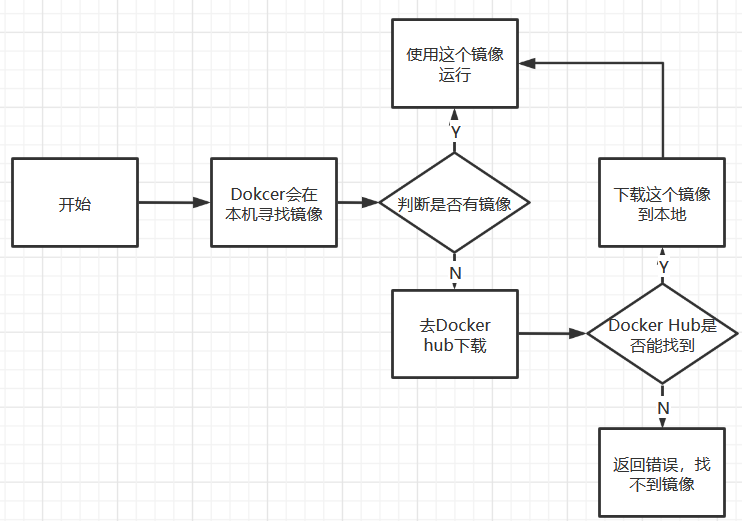 使用这个镜像
运行
Y
开始
Dokcer会在
本机寻找镜像
判断是否有镜像
下载这个镜像
到本地
N
Y
去Docker
hub下载
Docker Hub是
否能找到
N
返回错误，找
不到镜像